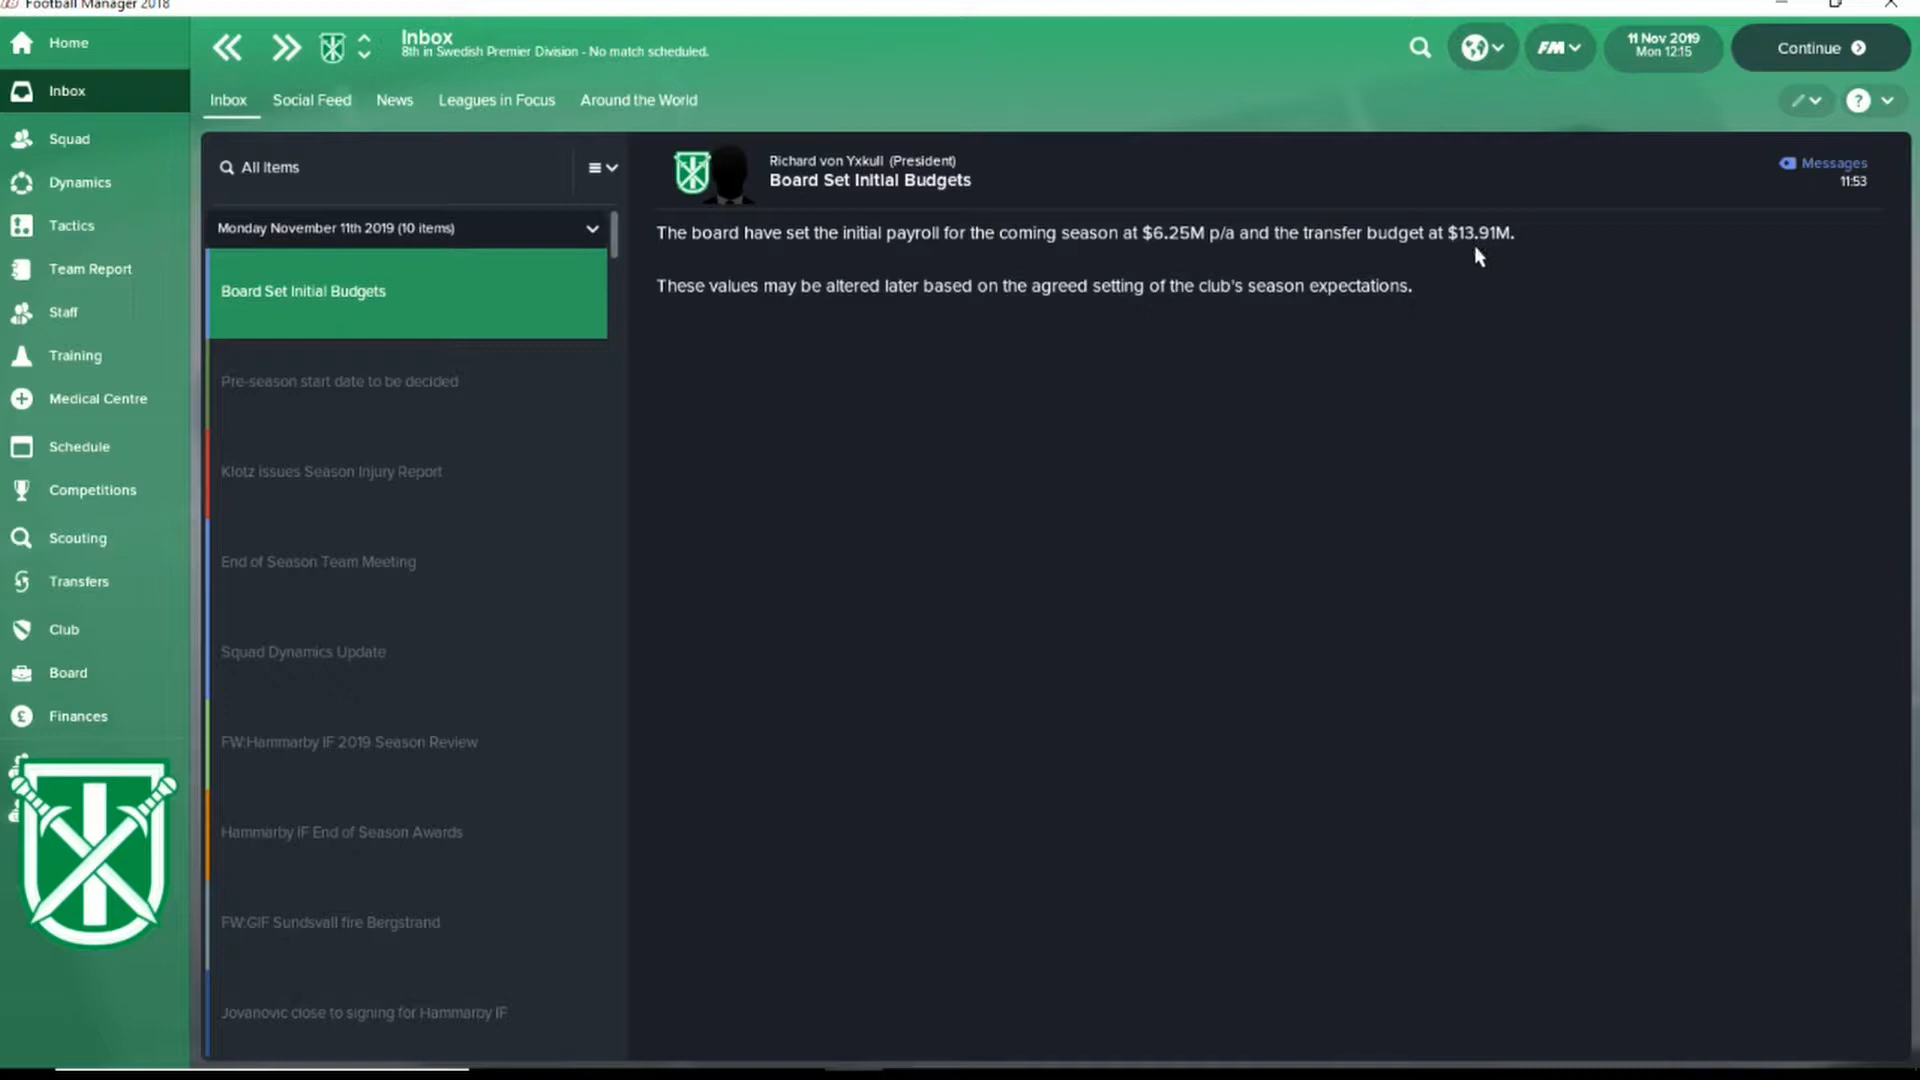 Football Manager 2018
Home
Inbox
Squad
Dynamics
Tactics
Team Report
Staff
Training
Medical Centre
Schedule
Competitions
Scouting
Transfers
Club
Board
Finances
Inbox
8th in Swedish Premier Division - No match scheduled.
FM
11 Nov 2019
Mon 12:15
Continue
Inbox
Social Feed
News
Leagues in Focus
Around the World
?
All Items
Monday November 11th 2019 (10 items)
Board Set Initial Budgets
Pre-season start date to be decided
Klotz issues Season Injury Report
End of Season Team Meeting
Squad Dynamics Update
FW:Hammarby IF 2019 Season Review
Hammarby IF End of Season Awards
FW:GIF Sundsvall fire Bergstrand
Jovanovic close to signing for Hammarby IF
Richard von Yxkull (President)
Board Set Initial Budgets
Messages
11:53
The board have set the initial payroll for the coming season at $6.25M p/a and the transfer budget at $13.91M.
These values may be altered later based on the agreed setting of the club's season expectations.